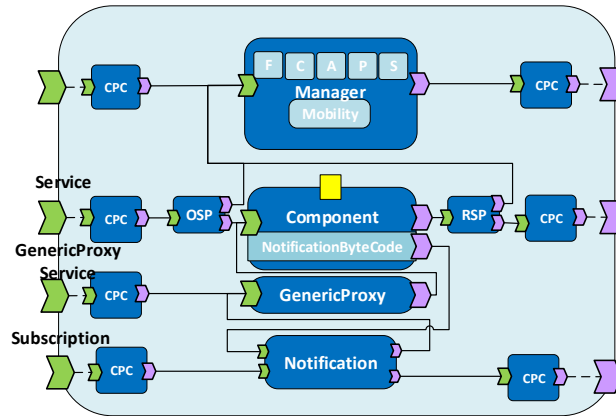 F C A P S
Manager
Mobility
CPC
CPC
Service
CPC
OSP
Component
RSP
CPC
NotificationByteCode
GenericProxy
Service
CPC
GenericProxy
Subscription
CPC
Notification
CPC